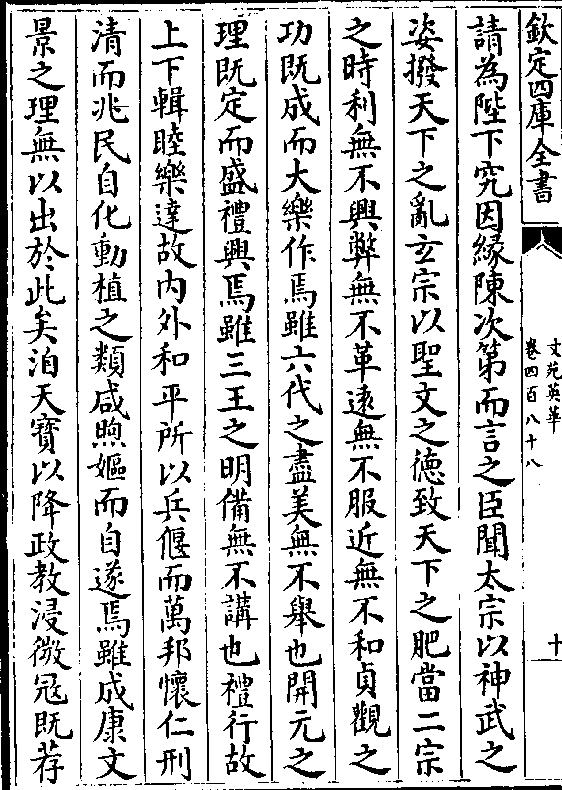 欽定四庫全書
文苑英華
卷四百八十八
十
請為陛下究因緣陳次第而言之臣聞太宗以神武之
姿撥天下之亂玄宗以聖文之德致天下之肥當二宗
之時利無不興弊無不革遠無不服近無不和貞觀之
功既成而大樂作焉雖六代之盡美無不舉也開元之
理既定而盛禮興焉雖三王之明備無不講也禮行故
上下輯睦樂達故内外和平所以兵偃而萬邦懷仁刑
清而兆民自化動植之類咸煦嫗而自遂焉雖成康文
景之理無以出於此矣洎天寳以降政教浸微冦既荐